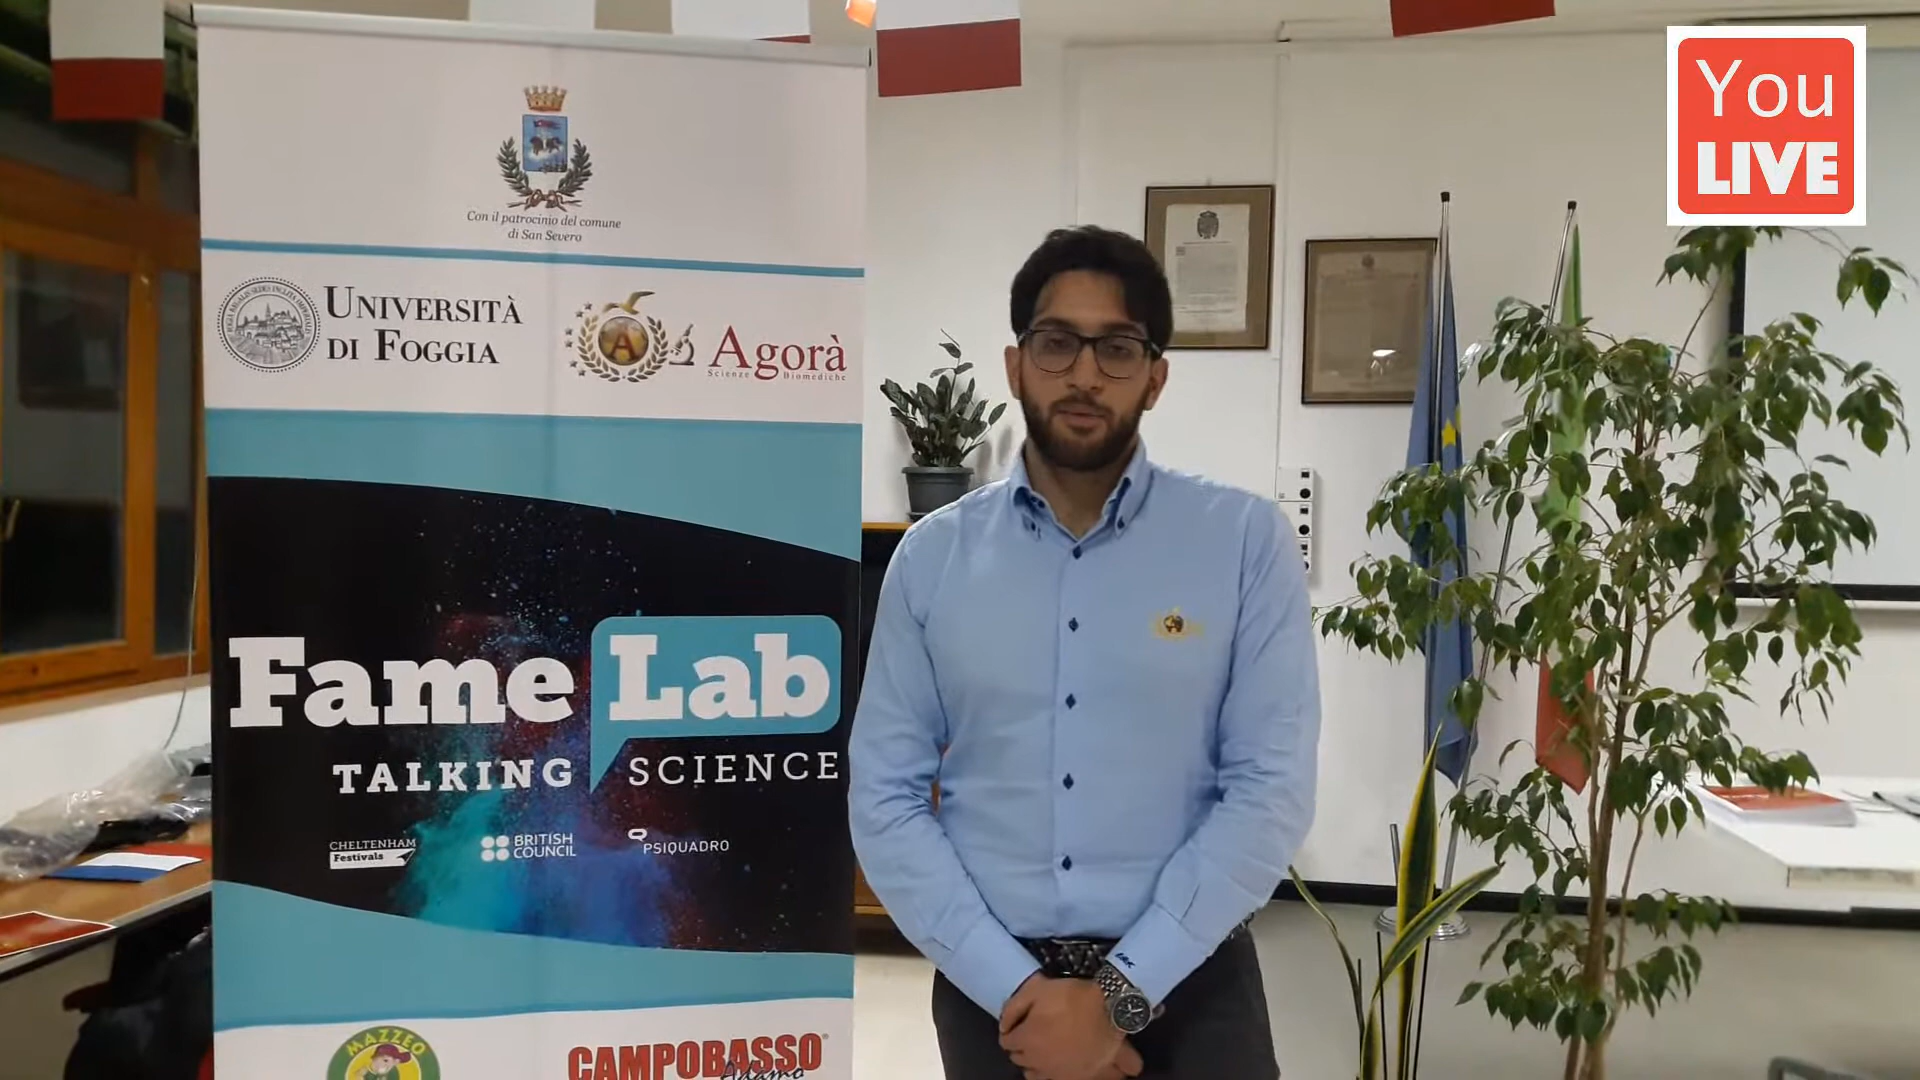 Con il patrocinio del comune
di San Severo
UNIVERSITÀ
DI FOGGIA
A
Agorà
Scienze Biomediche
Fame Lab
TALKING SCIENCE
CHELTENHAM
Festivals
BRITISH
COUNCIL
PSIQUADRO
MAZZEO
CAMPOBASSO®
Adamo
You
LIVE